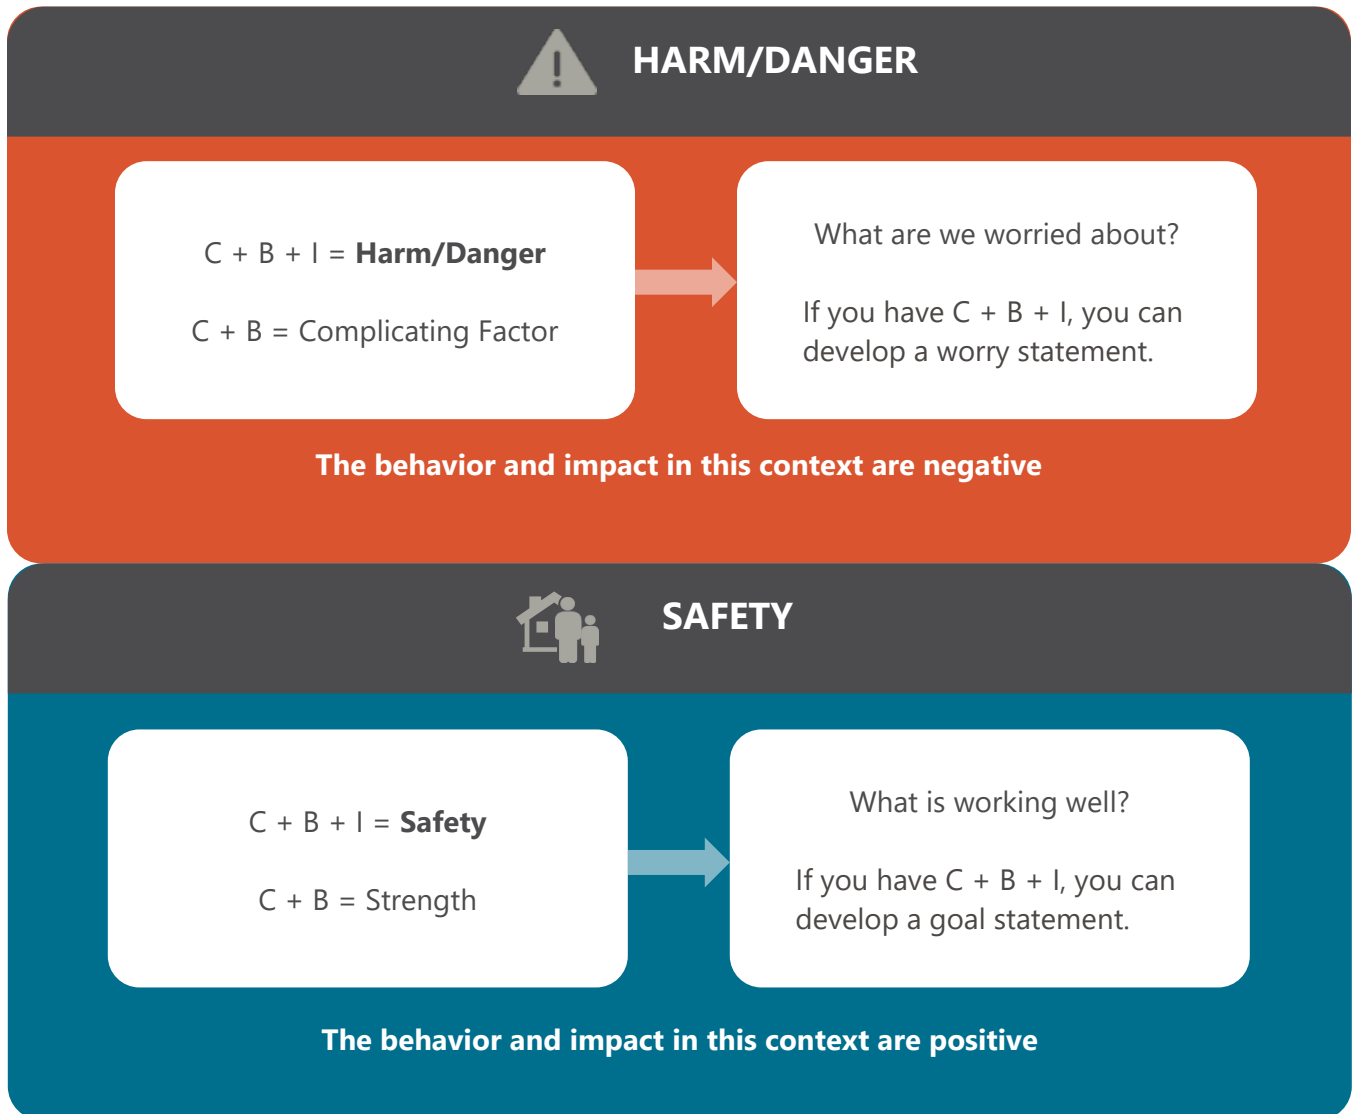 HARM/DANGER
C + B + I = Harm/Danger
C + B = Complicating Factor
What are we worried about?
If you have C + B + I, you can
develop a worry statement.
The behavior and impact in this context are negative
SAFETY
C + B + I = Safety
C + B = Strength
What is working well?
If you have C + B + I, you can
develop a goal statement.
The behavior and impact in this context are positive